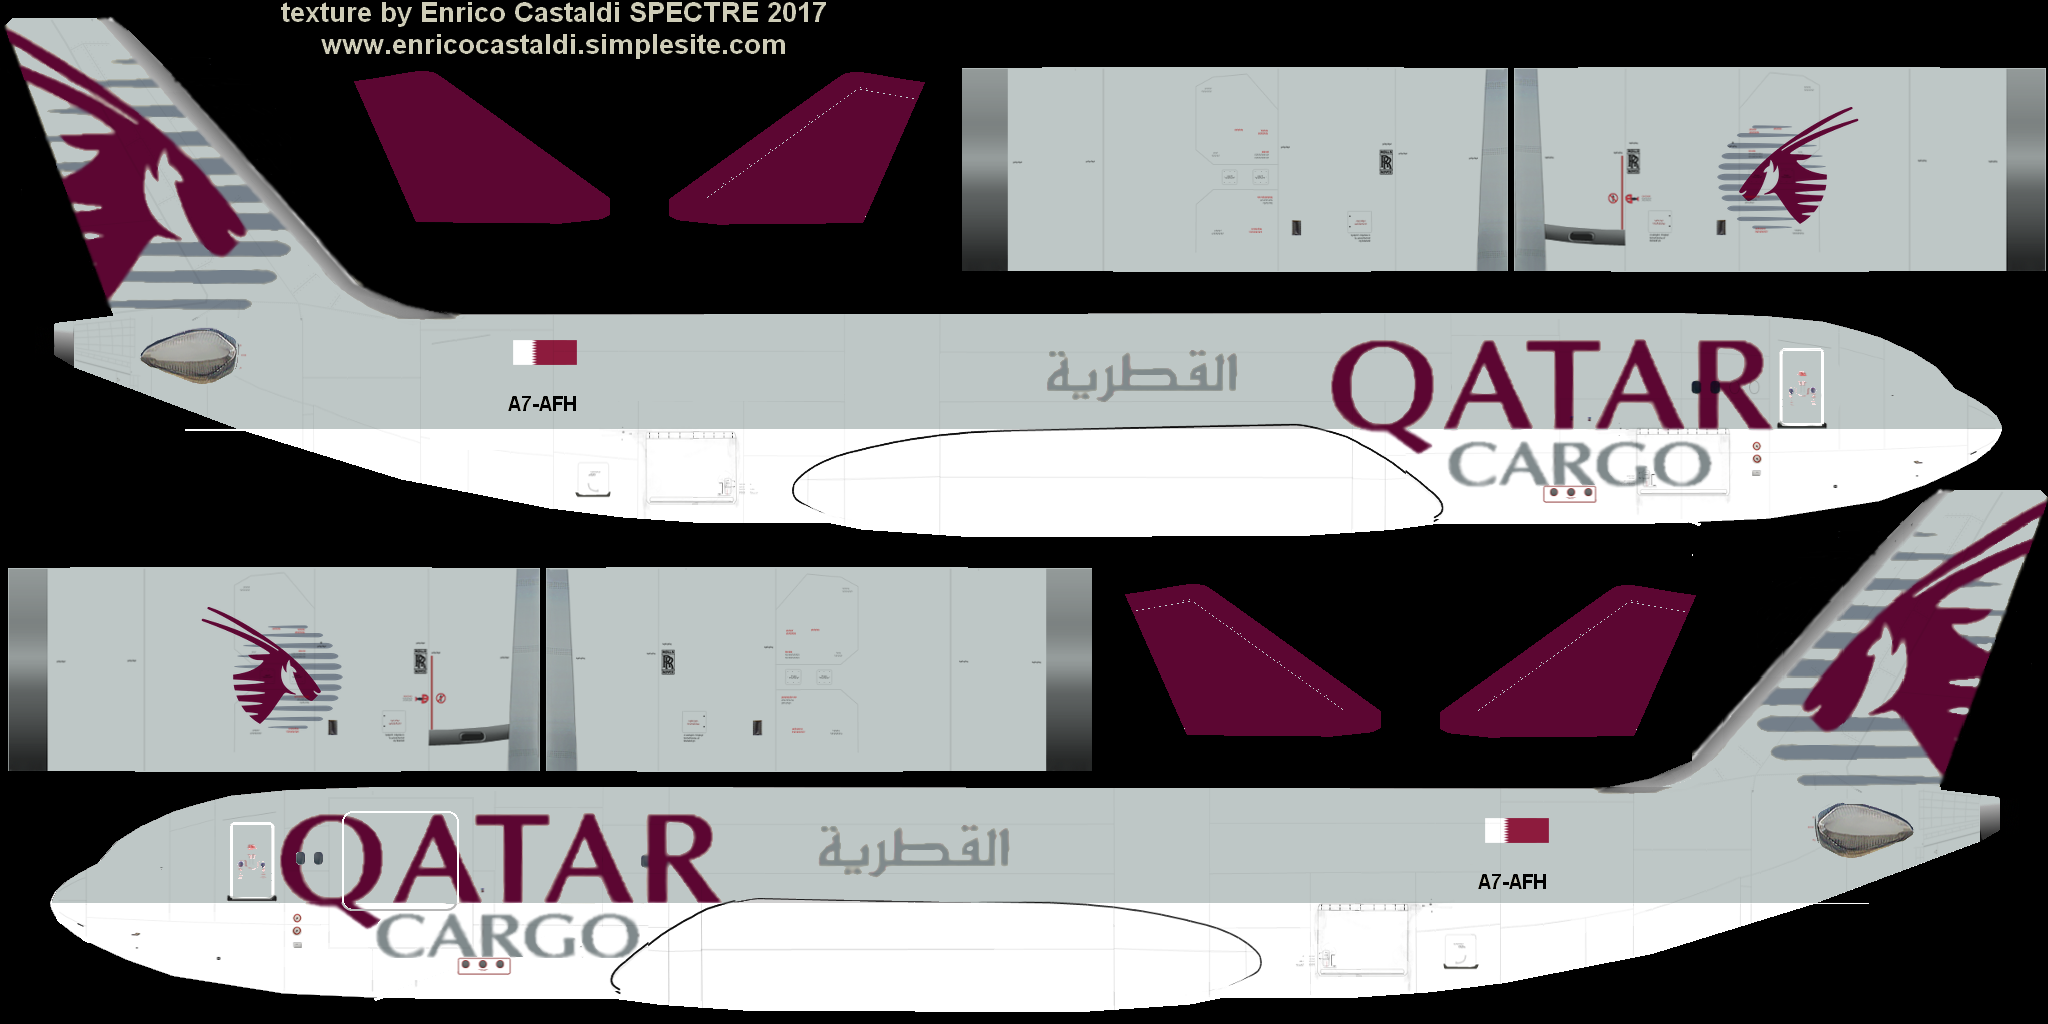 texture by Enrico Castaldi SPECTRE 2017
www.enricocastaldi.simplesite.com
القطرية
QATAR
A7-AFH
CARGO
QATAR
القطرية
A7-AFH
CARGO